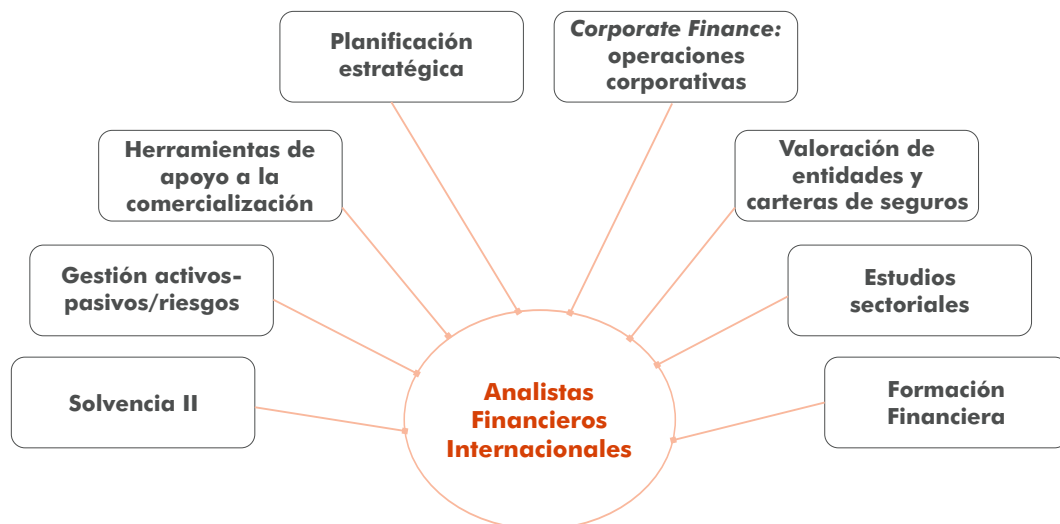 Planificación
estratégica
Corporate Finance:
operaciones
corporativas
Herramientas de
apoyo a la
comercialización
Valoración de
entidades y
carteras de seguros
Gestión activos-
pasivos/riesgos
Estudios
sectoriales
Solvencia II
Analistas
Financieros
Internacionales
Formación
Financiera